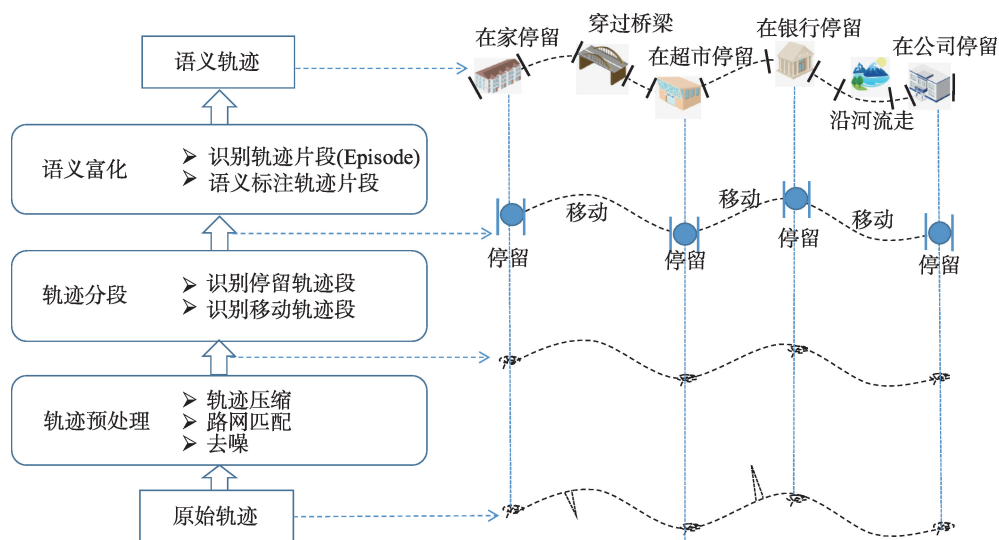 语义轨迹
语义富化
识别轨迹片段(Episode)
语义标注轨迹片段
轨迹分段
识别停留轨迹段
识别移动轨迹段
轨迹预处理
轨迹压缩
路网匹配
去噪
原始轨迹
在家停留
穿过桥梁
在超市停留
在银行停留
沿河流走
在公司停留
停留
移动
停留
移动
停留
移动
停留